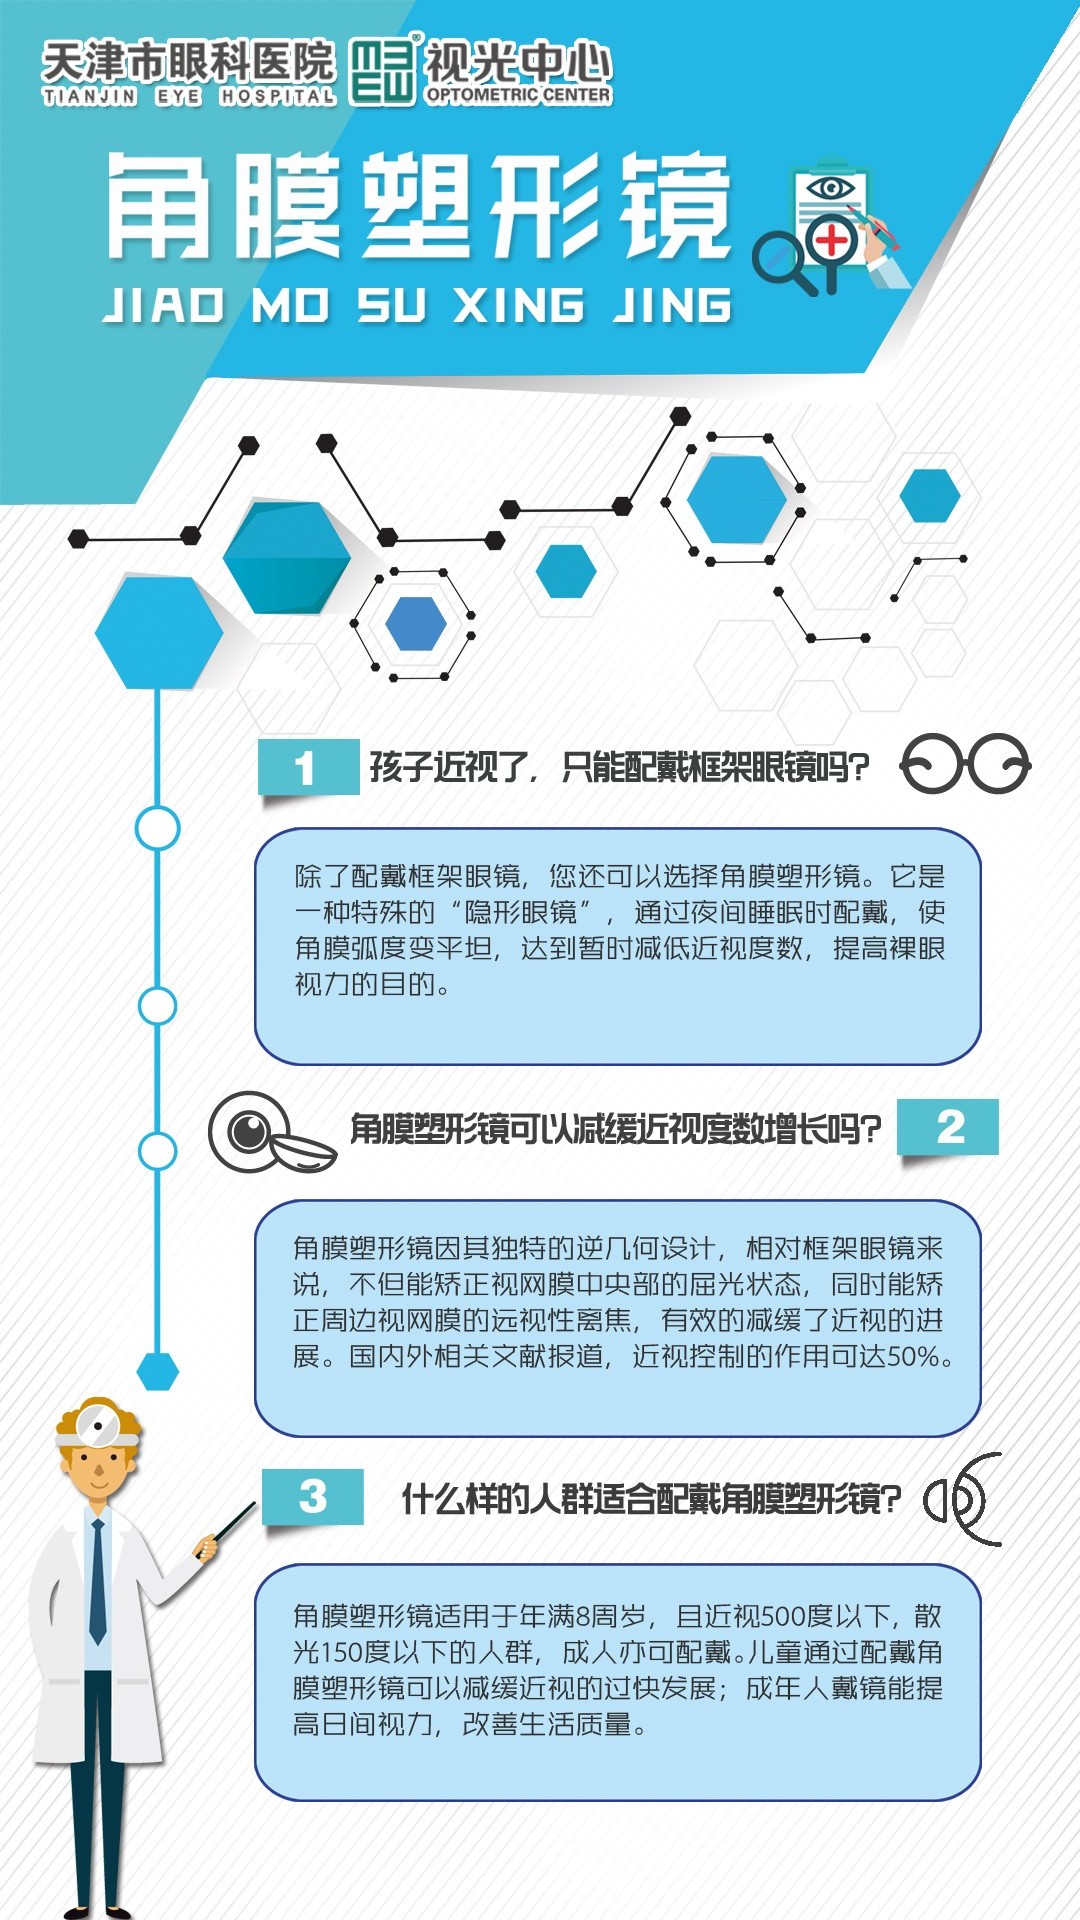 天津市眼科医院 视光中心
TIANJIN EYE HOSPITAL OPTOMETRIC CENTER
角膜塑形镜
JIAO MO SU XING JING
1 孩子近视了，只能配戴框架眼镜吗？
除了配戴框架眼镜，您还可以选择角膜塑形镜。它是
一种特殊的“隐形眼镜”，通过夜间睡眠时配戴，使
角膜弧度变平坦，达到暂时减低近视度数，提高裸眼
视力的目的。
角膜塑形镜可以减缓近视度数增长吗？ 2
角膜塑形镜因其独特的逆几何设计，相对框架眼镜来
说，不但能矫正视网膜中央部的屈光状态，同时能矫
正周边视网膜的远视性离焦，有效的减缓了近视的进
展。国内外相关文献报道，近视控制的作用可达50%。
3 什么样的人群适合配戴角膜塑形镜？
角膜塑形镜适用于年满8周岁，且近视500度以下，散
光150度以下的人群，成人亦可配戴。儿童通过配戴角
膜塑形镜可以减缓近视的过快发展；成年人戴镜能提
高日间视力，改善生活质量。